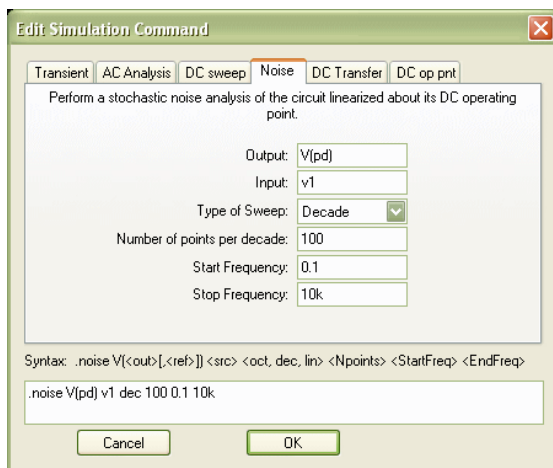 Edit Simulation Command
Transient AC Analysis DC sweep Noise DC Transfer DC op pnt
Perform a stochastic noise analysis of the circuit linearized about its DC operating
point.
Output: V(pd)
Input: v1
Type of Sweep: Decade
Number of points per decade: 100
Start Frequency: 0.1
Stop Frequency: 10k
Syntax: .noise V(<out>[,<ref>]) <src> <oct, dec, lin> <Npoints> <StartFreq> <EndFreq>
.noise V(pd) v1 dec 100 0.1 10k
Cancel OK